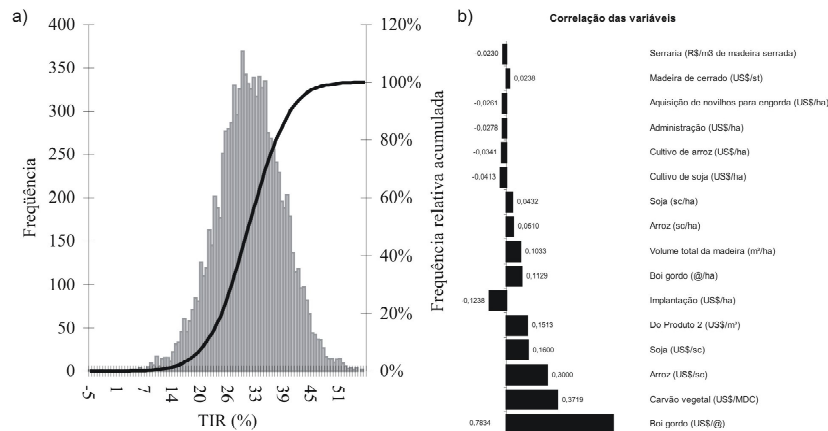 a)
400
350
300
250
200
150
100
50
0
Freqüência
120%
100%
80%
60%
40%
20%
0%
Frequência relativa acumulada
-5
1
7
14
20
26
33
39
45
51
TIR (%)
b)
Correlação das variáveis
-0,0230 Serraria (R$/m3 de madeira serrada)
0,0238 Madeira de cerrado (US$/st)
-0,0261 Aquisição de novilhos para engorda (US$/ha)
-0,0278 Administração (US$/ha)
-0,0341 Cultivo de arroz (US$/ha)
-0,0413 Cultivo de soja (US$/ha)
0,0432 Soja (sc/ha)
0,0510 Arroz (sc/ha)
0,1033 Volume total da madeira (m³/ha)
0,1129 Boi gordo (@/ha)
-0,1238 Implantação (US$/ha)
0,1513 Do Produto 2 (US$/m³)
0,1600 Soja (US$/sc)
0,3000 Arroz (US$/sc)
0,3719 Carvão vegetal (US$/MDC)
0,7834 Boi gordo (US$/@)